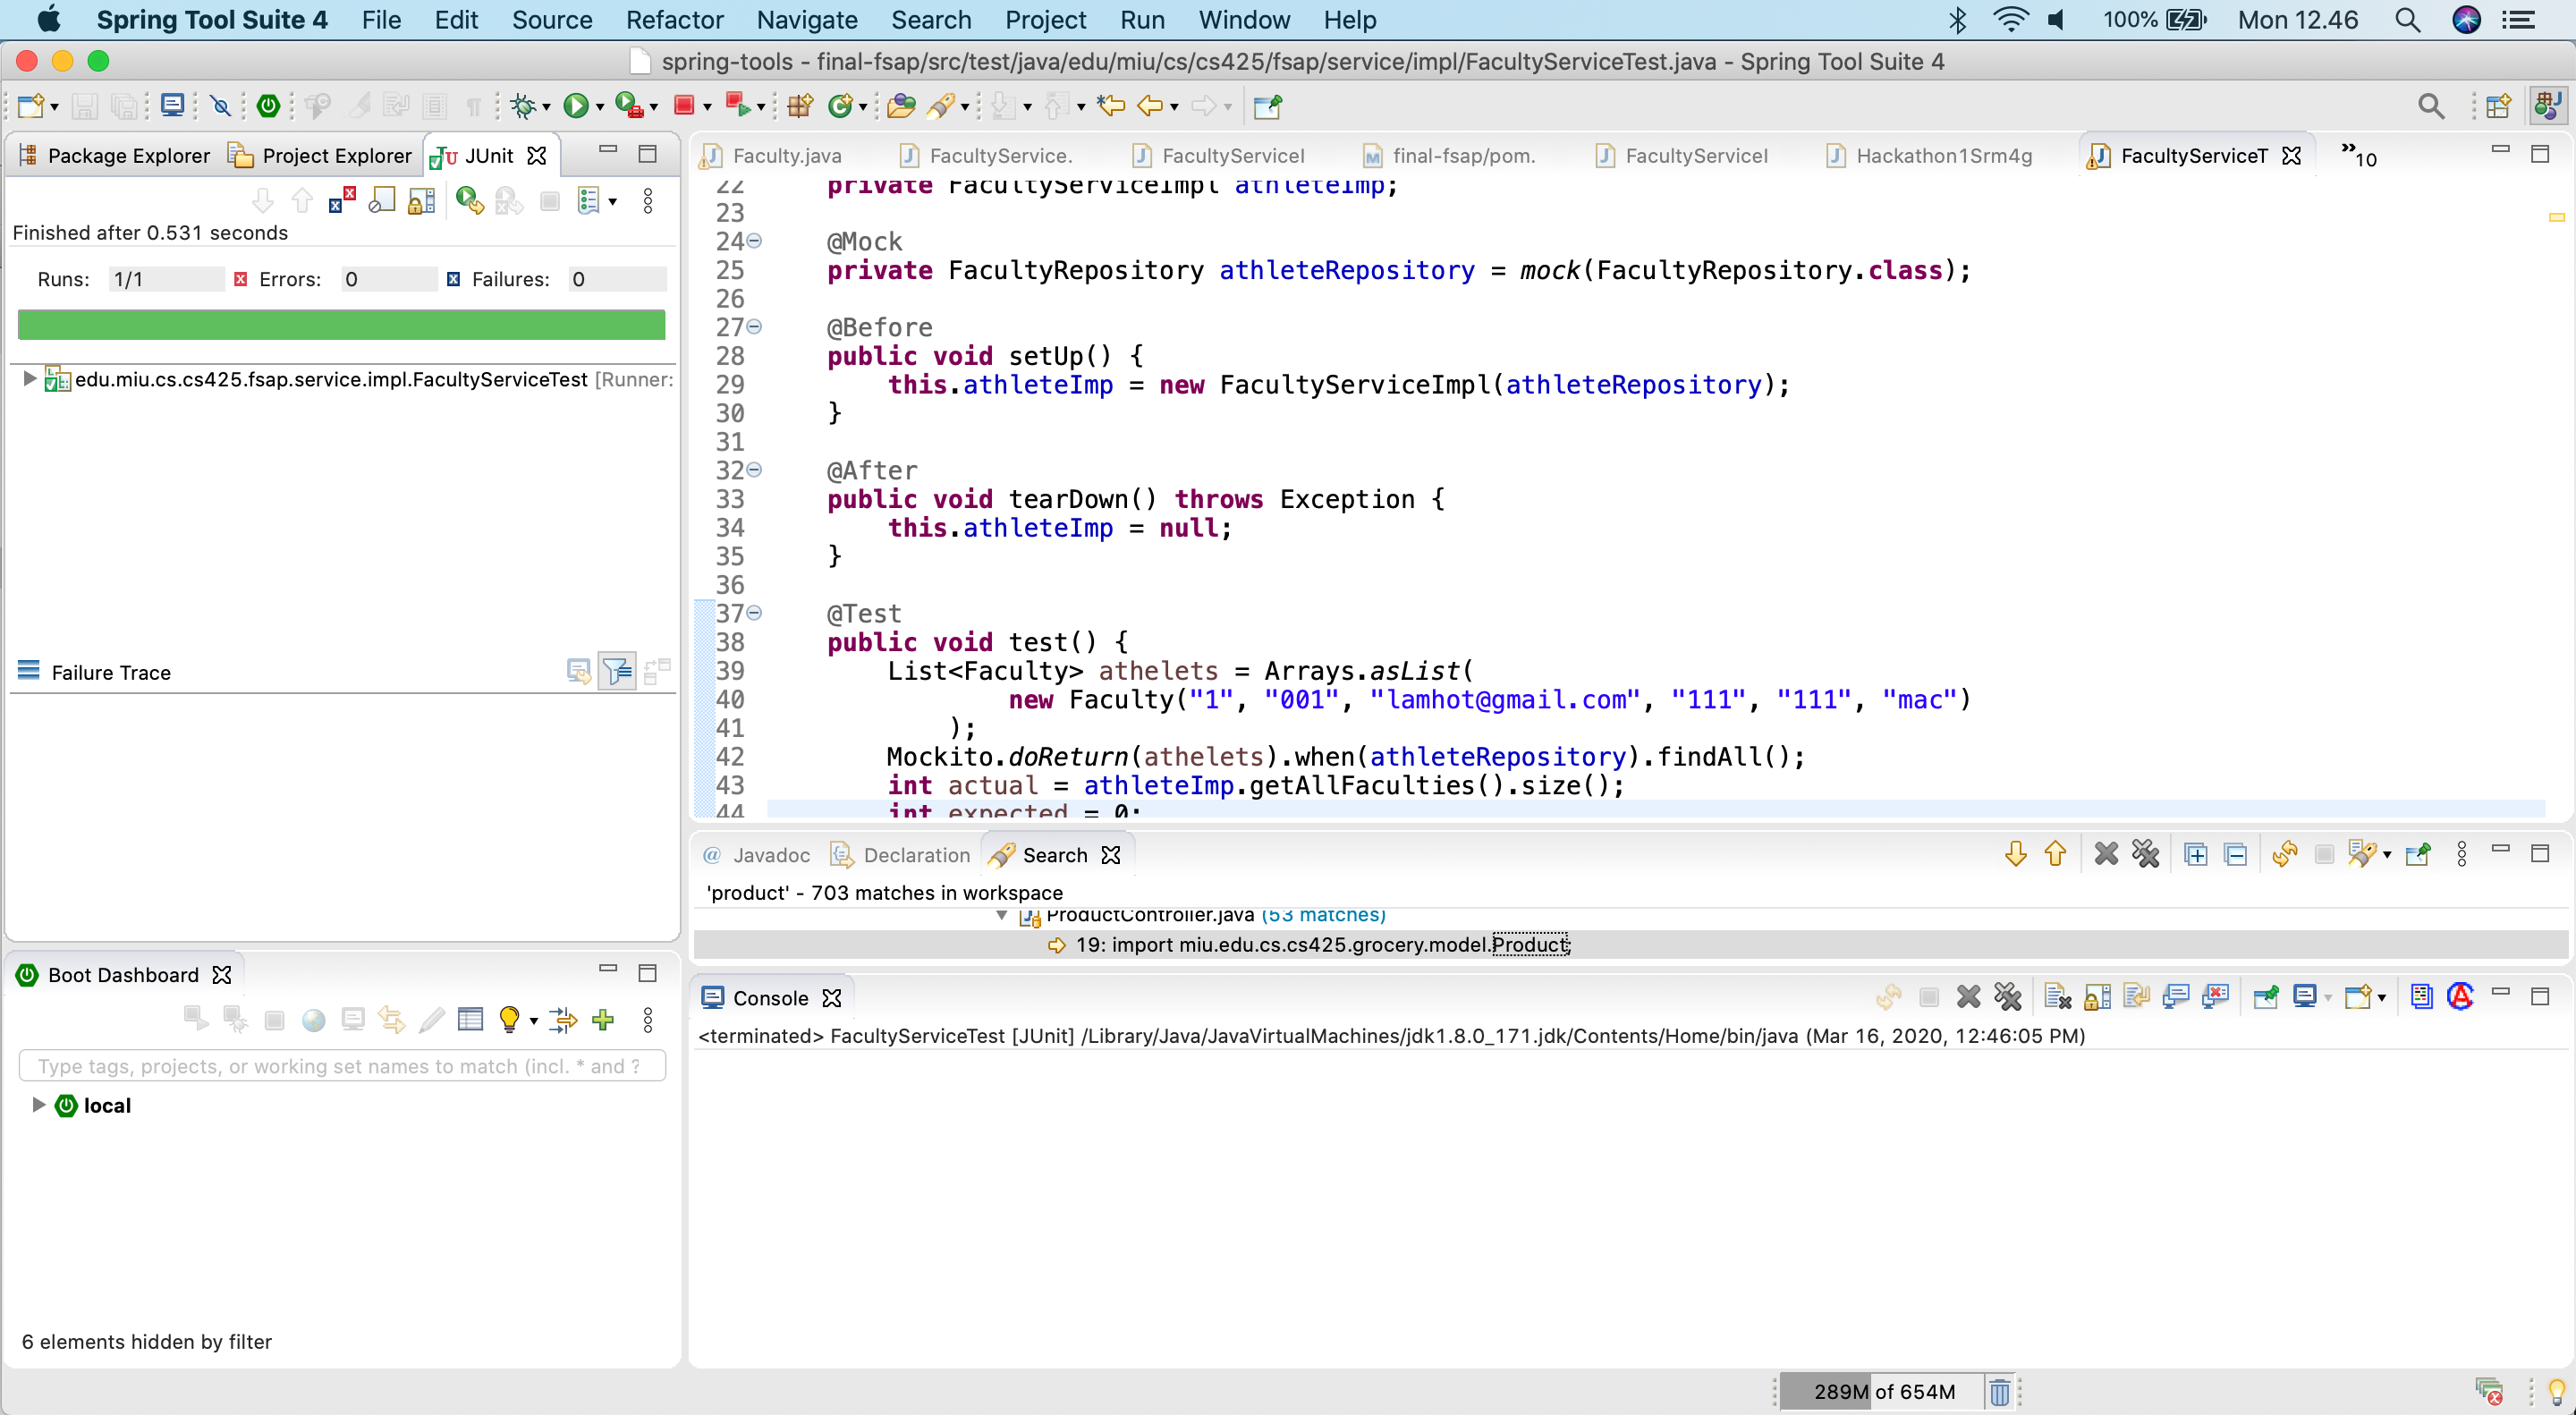 Spring Tool Suite 4 File Edit Source Refactor Navigate Search Project Run Window Help 100% Mon 12.46
spring-tools - final-fsap/src/test/java/edu/miu/cs/cs425/fsap/service/impl/FacultyServiceTest.java - Spring Tool Suite 4
Package Explorer Project Explorer JUnit
Finished after 0.531 seconds
Runs: 1/1 Errors: 0 Failures: 0
edu.miu.cs.cs425.fsap.service.impl.FacultyServiceTest [Runner:
Failure Trace
Faculty.java FacultyService. FacultyServiceI final-fsap/pom. FacultyServiceI Hackathon1Srm4g FacultyServiceT »10
22 private FacultyServiceImpl athleteImp;
23
24 @Mock
25 private FacultyRepository athleteRepository = mock(FacultyRepository.class);
26
27 @Before
28 public void setUp() {
29 this.athleteImp = new FacultyServiceImpl(athleteRepository);
30 }
31
32 @After
33 public void tearDown() throws Exception {
34 this.athleteImp = null;
35 }
36
37 @Test
38 public void test() {
39 List<Faculty> athelets = Arrays.asList(
40 new Faculty("1", "001", "lamhot@gmail.com", "111", "111", "mac")
41 );
42 Mockito.doReturn(athelets).when(athleteRepository).findAll();
43 int actual = athleteImp.getAllFaculties().size();
44 int expected = 0;
@ Javadoc Declaration Search
'product' - 703 matches in workspace
ProductController.java (53 matches)
19: import miu.edu.cs.cs425.grocery.model.Product;
Boot Dashboard
Type tags, projects, or working set names to match (incl. * and ?
local
6 elements hidden by filter
Console
<terminated> FacultyServiceTest [JUnit] /Library/Java/JavaVirtualMachines/jdk1.8.0_171.jdk/Contents/Home/bin/java (Mar 16, 2020, 12:46:05 PM)
289M of 654M